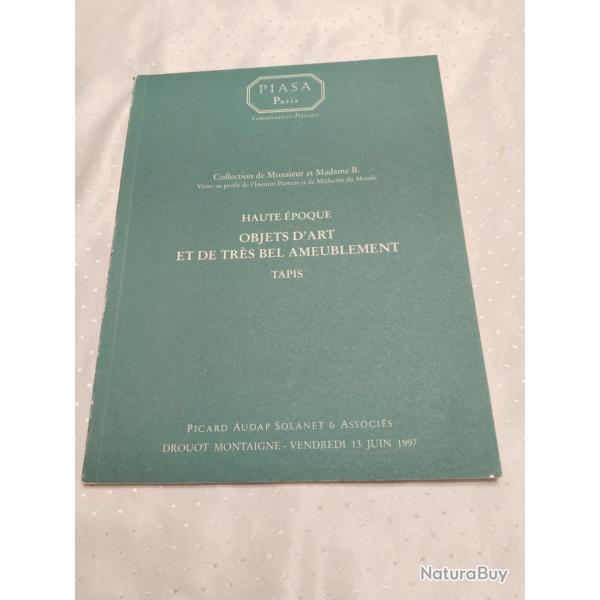 PIASA
Paris
Commissaires-Priseurs
Collection de Monsieur et Madame B.
Vente au profit de l'Institut Pasteur et de Médecins du Monde
HAUTE ÉPOQUE
OBJETS D'ART
ET DE TRÈS BEL AMEUBLEMENT
TAPIS
PICARD AUDAP SOLANET & ASSOCIÉS
DROUOT MONTAIGNE - VENDREDI 13 JUIN 1997
NaturaBuy